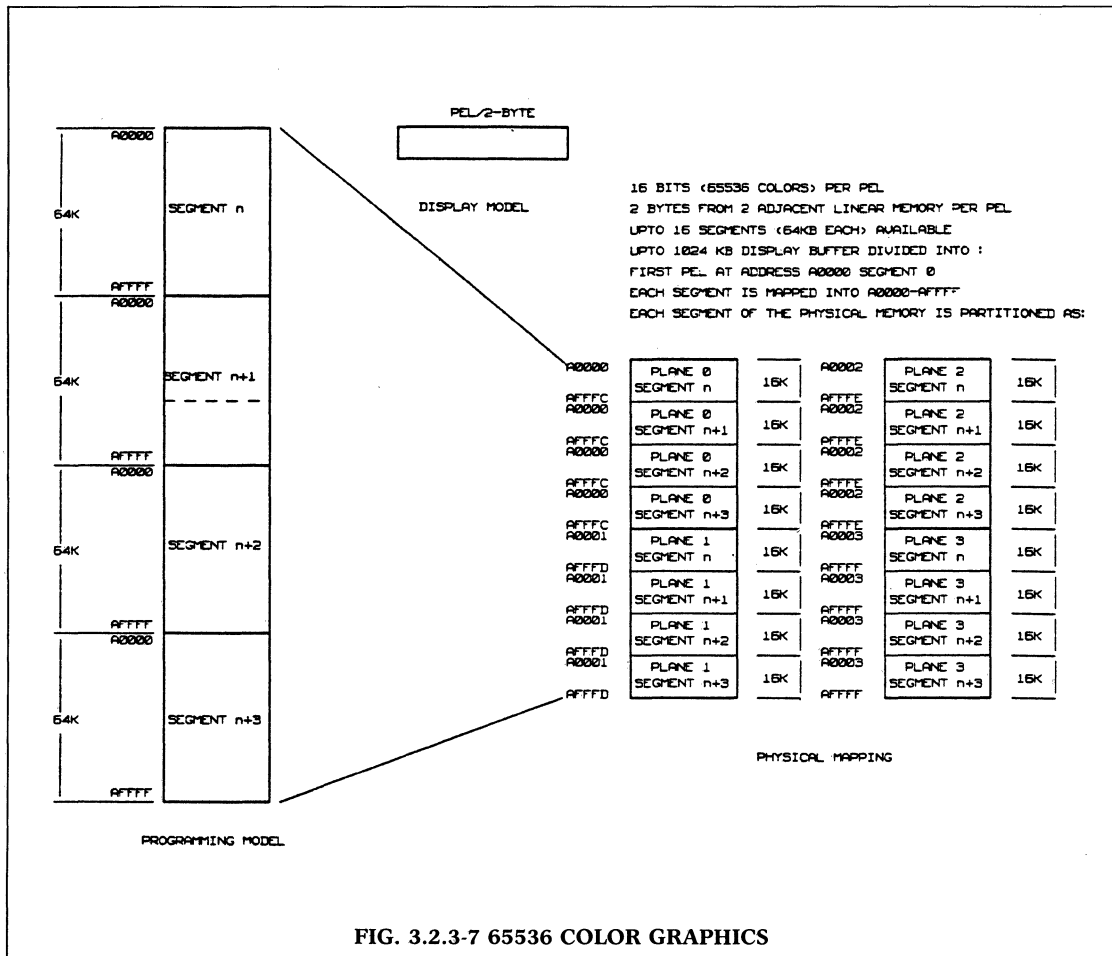 PEL/2-BYTE
DISPLAY MODEL
16 BITS (65536 COLORS) PER PEL
2 BYTES FROM 2 ADJACENT LINEAR MEMORY PER PEL
UPTO 16 SEGMENTS (64KB EACH) AVAILABLE
UPTO 1024 KB DISPLAY BUFFER DIVIDED INTO :
FIRST PEL AT ADDRESS A0000 SEGMENT 0
EACH SEGMENT IS MAPPED INTO A0000-AFFFF
EACH SEGMENT OF THE PHYSICAL MEMORY IS PARTITIONED AS:
A0000
64K
SEGMENT n
AFFFF
A0000
64K
SEGMENT n+1
AFFFF
A0000
64K
SEGMENT n+2
AFFFF
A0000
64K
SEGMENT n+3
AFFFF
PROGRAMMING MODEL
A0000
PLANE 0
SEGMENT n
16K
AFFFC
A0000
PLANE 0
SEGMENT n+1
16K
AFFFC
A0000
PLANE 0
SEGMENT n+2
16K
AFFFC
A0000
PLANE 0
SEGMENT n+3
16K
AFFFC
A0001
PLANE 1
SEGMENT n
16K
AFFFD
A0001
PLANE 1
SEGMENT n+1
16K
AFFFD
A0001
PLANE 1
SEGMENT n+2
16K
AFFFD
A0001
PLANE 1
SEGMENT n+3
16K
AFFFD
A0002
PLANE 2
SEGMENT n
16K
AFFFE
A0002
PLANE 2
SEGMENT n+1
16K
AFFFE
A0002
PLANE 2
SEGMENT n+2
16K
AFFFE
A0002
PLANE 2
SEGMENT n+3
16K
AFFFE
A0003
PLANE 3
SEGMENT n
16K
AFFFF
A0003
PLANE 3
SEGMENT n+1
16K
AFFFF
A0003
PLANE 3
SEGMENT n+2
16K
AFFFF
A0003
PLANE 3
SEGMENT n+3
16K
AFFFF
PHYSICAL MAPPING
FIG. 3.2.3-7 65536 COLOR GRAPHICS